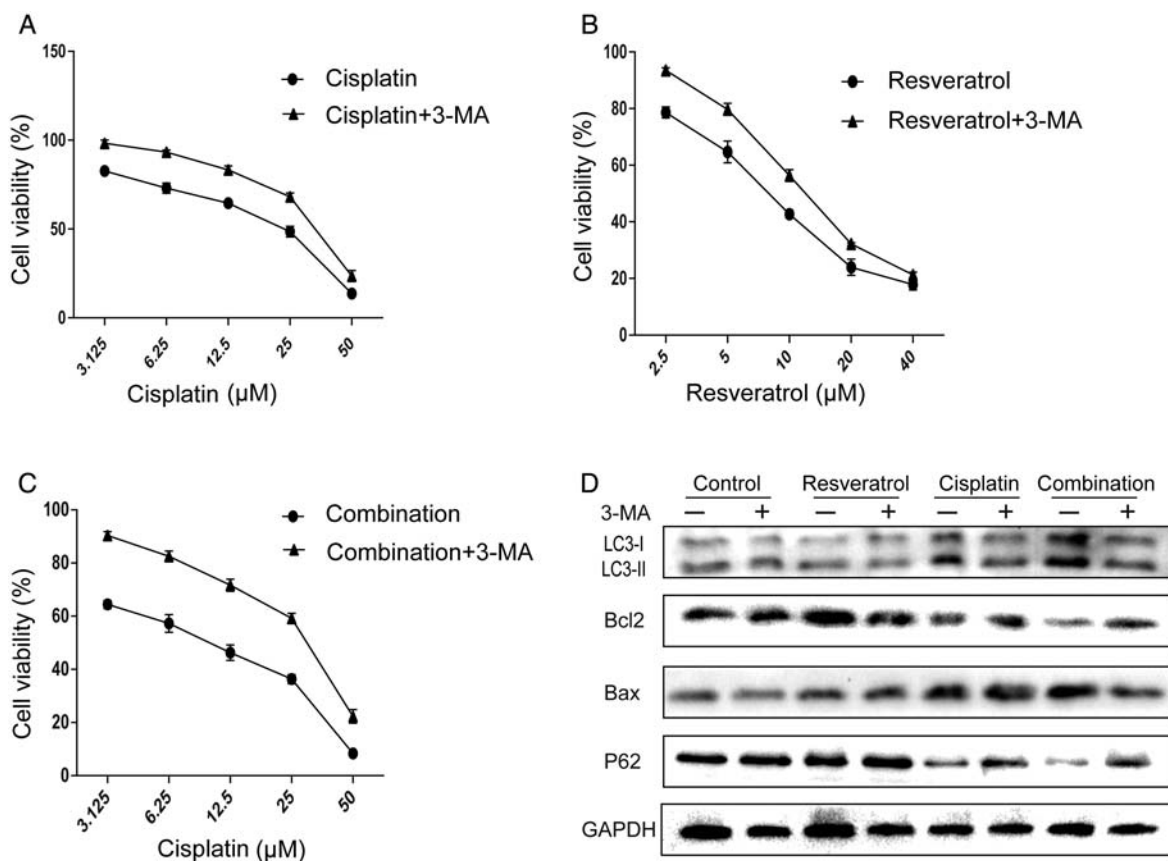 A
150
100
50
0
Cell viability (%)
Cisplatin
Cisplatin+3-MA
3.125
6.25
12.5
25
50
Cisplatin (µM)
B
100
80
60
40
20
0
Cell viability (%)
Resveratrol
Resveratrol+3-MA
2.5
5
10
20
40
Resveratrol (µM)
C
100
80
60
40
20
0
Cell viability (%)
Combination
Combination+3-MA
3.125
6.25
12.5
25
50
Cisplatin (µM)
D
Control Resveratrol Cisplatin Combination
3-MA — + — + — + — +
LC3-I
LC3-II
Bcl2
Bax
P62
GAPDH